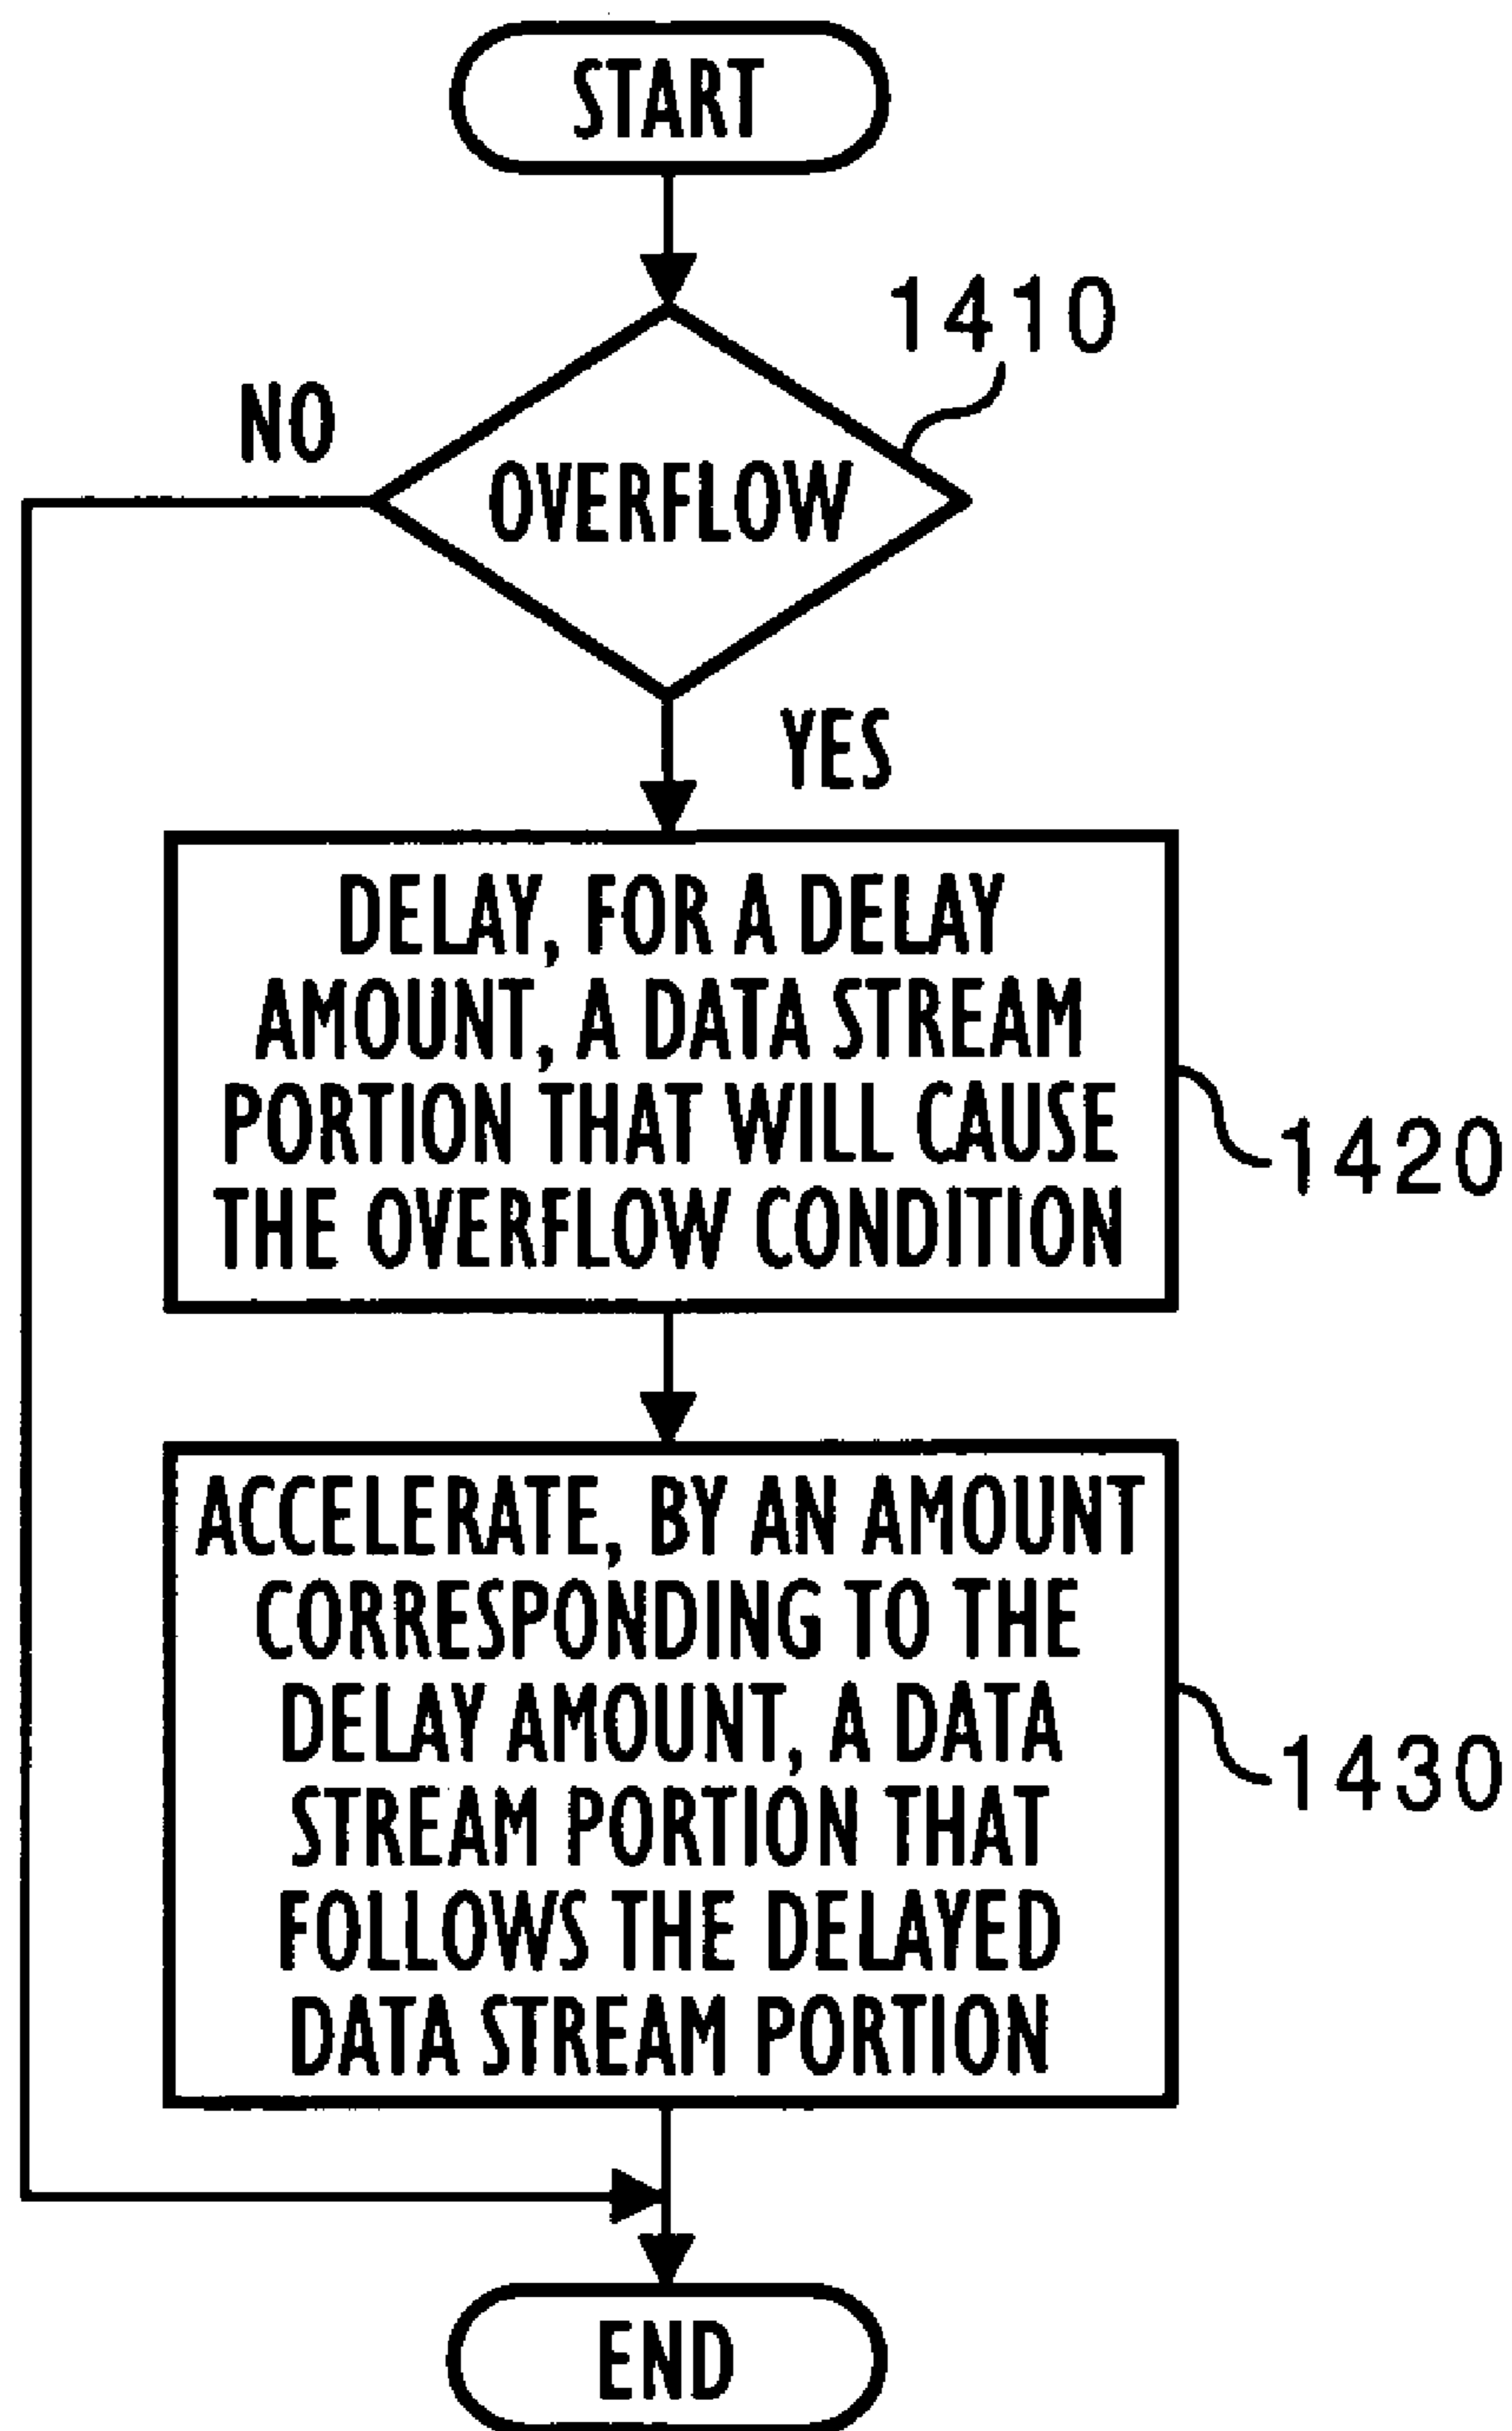 START
1410
NO
OVERFLOW
YES
DELAY, FOR A DELAY
AMOUNT, A DATA STREAM
PORTION THAT WILL CAUSE
THE OVERFLOW CONDITION
1420
ACCELERATE, BY AN AMOUNT
CORRESPONDING TO THE
DELAY AMOUNT, A DATA
STREAM PORTION THAT
FOLLOWS THE DELAYED
DATA STREAM PORTION
1430
END